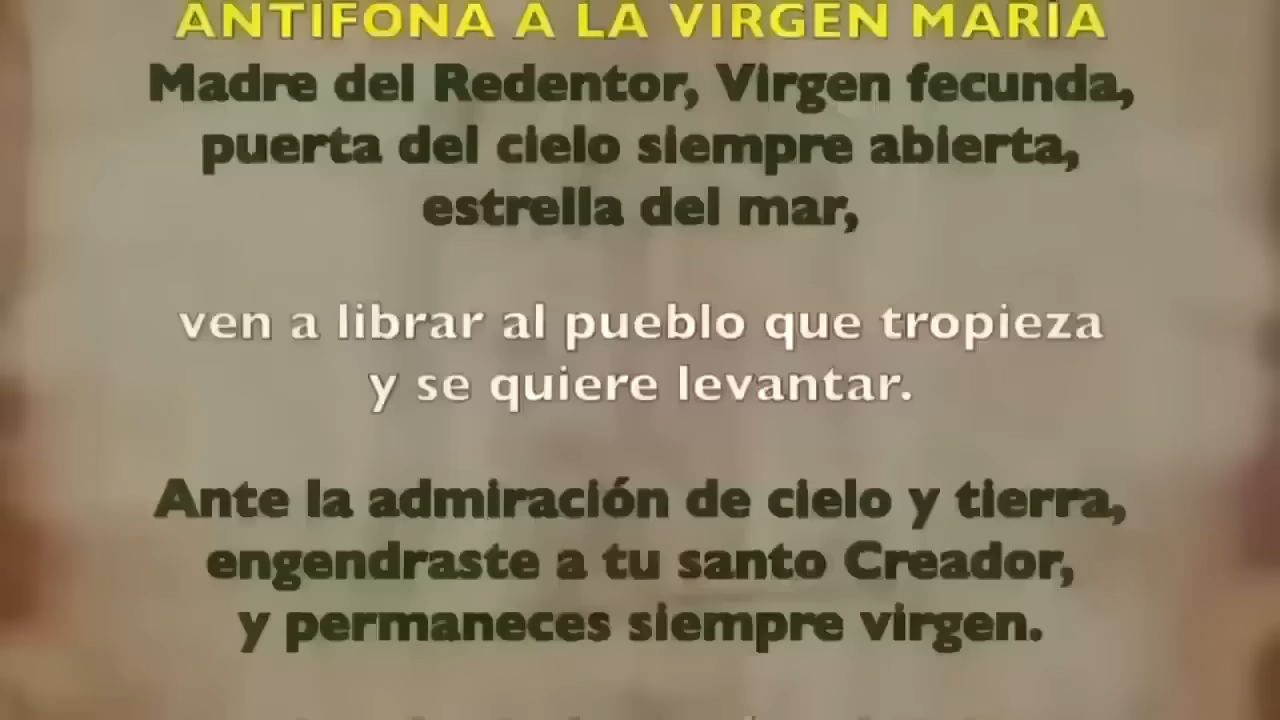 ANTIFONA A LA VIRGEN MARÍA
Madre del Redentor, Virgen fecunda,
puerta del cielo siempre abierta,
estrella del mar,
ven a librar al pueblo que tropieza
y se quiere levantar.
Ante la admiración de cielo y tierra,
engendraste a tu santo Creador,
y permaneces siempre virgen.